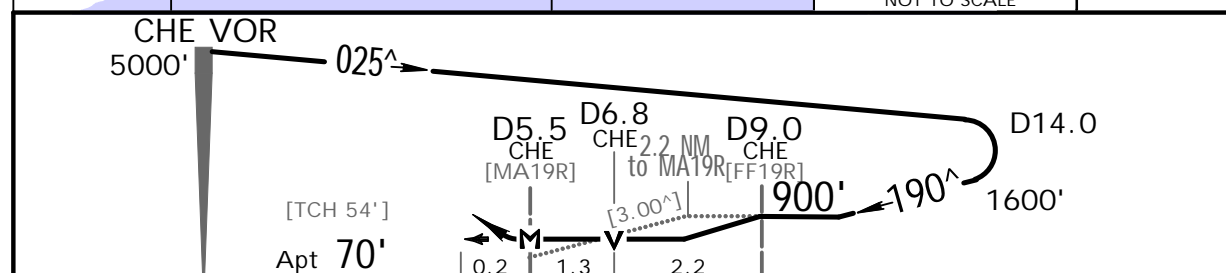 NOT TO SCALE
CHE VOR
5000'
025^
D14.0
D5.5
CHE
[MA19R]
D6.8
CHE
2.2 NM
to MA19R
D9.0
CHE
[FF19R]
900'
190^
1600'
[3.00^]
[TCH 54']
M
V
Apt 70'
0.2
1.3
2.2